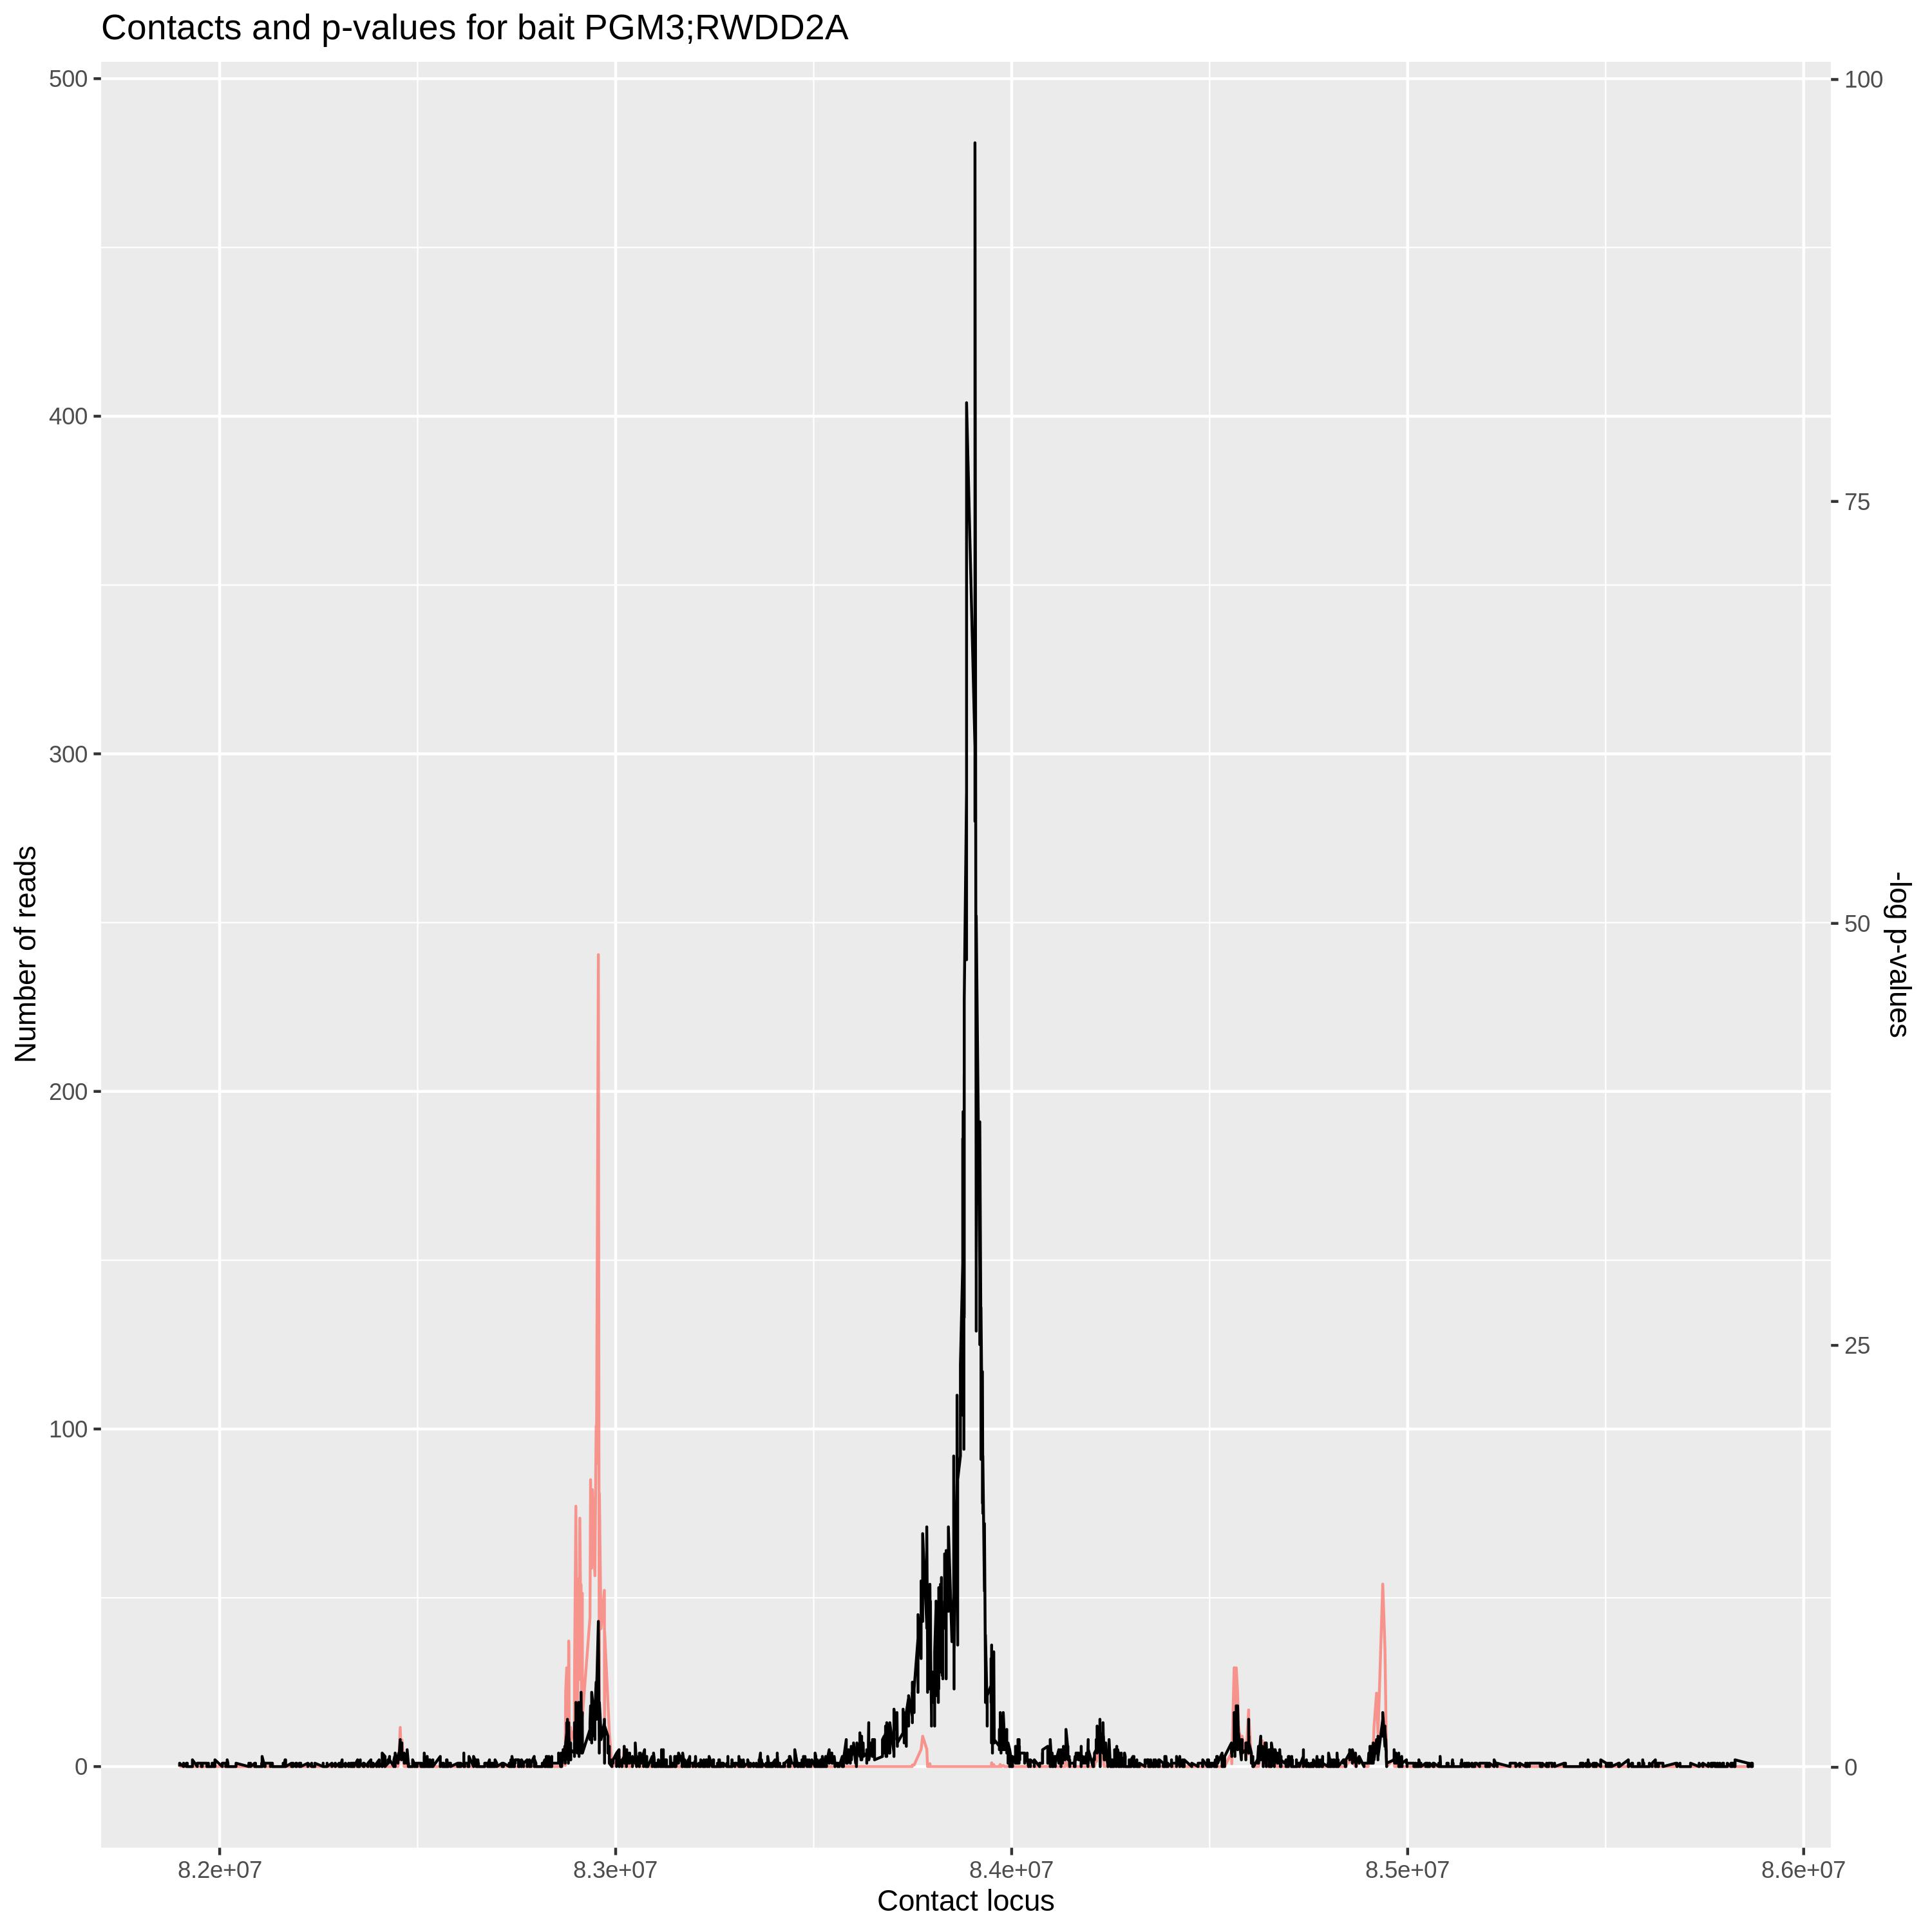 Contacts and p-values for bait PGM3;RWDD2A
500
400
300
200
100
0
Number of reads
100
75
50
25
0
-log p-values
8.2e+07 8.3e+07 8.4e+07 8.5e+07 8.6e+07
Contact locus